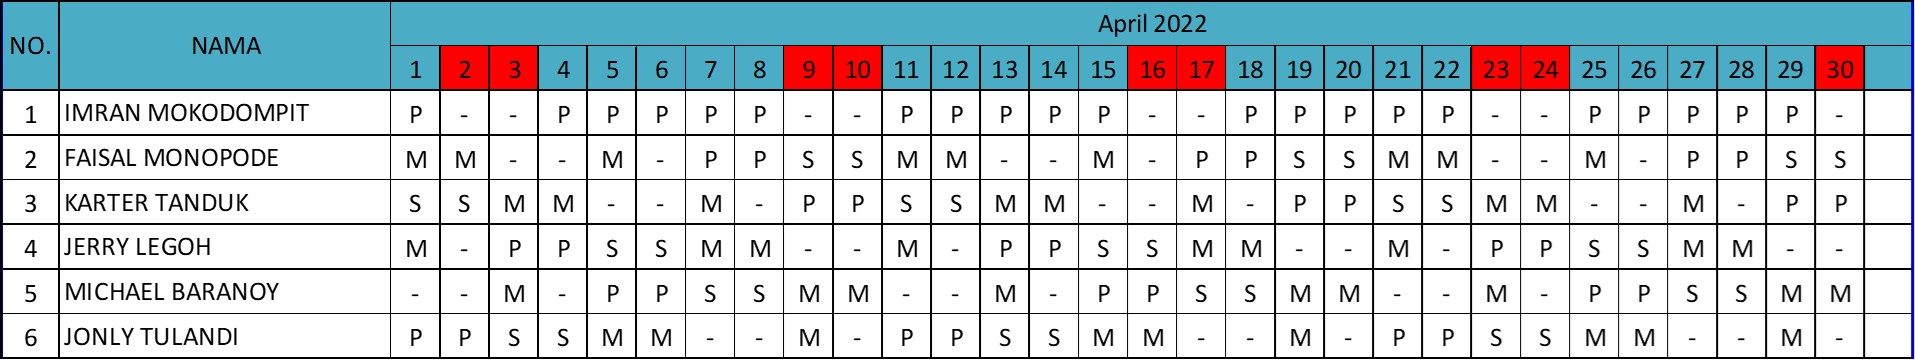 NO. NAMA April 2022
1 2 3 4 5 6 7 8 9 10 11 12 13 14 15 16 17 18 19 20 21 22 23 24 25 26 27 28 29 30
1 IMRAN MOKODOMPIT P - - P P P P P - - P P P P P - - P P P P P - - P P P P P -
2 FAISAL MONOPODE M M - - M - P P S S M M - - M - P P S S M M - - M - P P S S
3 KARTER TANDUK S S M M - - M - P P S S M M - - M - P P S S M M - - M - P P
4 JERRY LEGOH M - P P S S M M - - M - P P S S M M - - M - P P S S M M - -
5 MICHAEL BARANOY - - M - P P S S M M - - M - P P S S M M - - M - P P S S M M
6 JONLY TULANDI P P S S M M - - M - P P S S M M - - M - P P S S M M - - M -